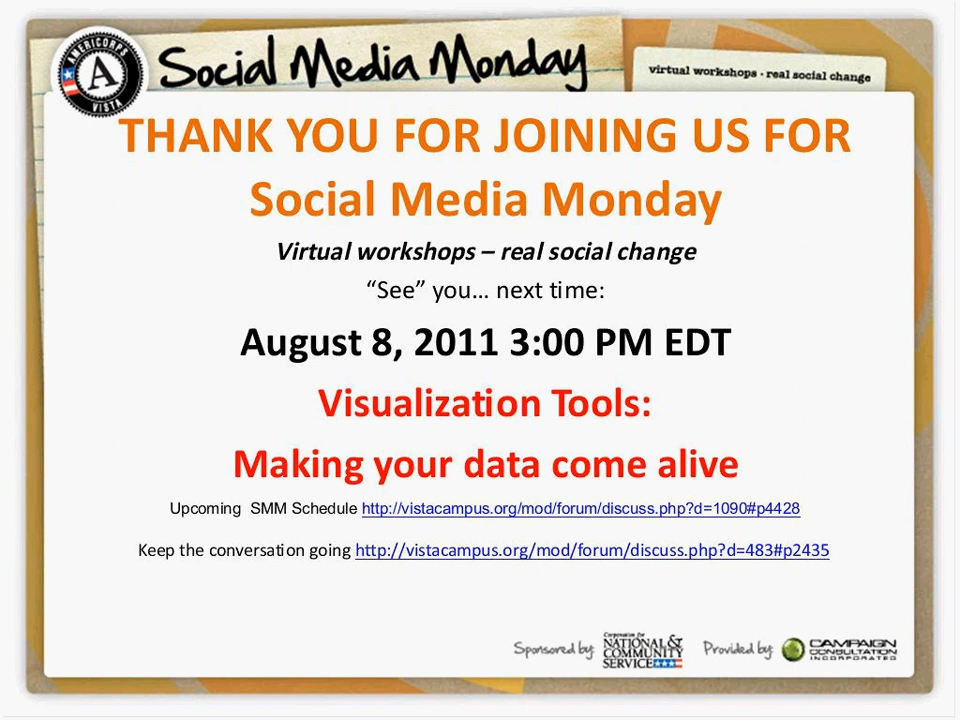 AMERICORPS
A
VISTA
Social Media Monday
virtual workshops · real social change
THANK YOU FOR JOINING US FOR
Social Media Monday
Virtual workshops – real social change
“See” you… next time:
August 8, 2011 3:00 PM EDT
Visualization Tools:
Making your data come alive
Upcoming  SMM Schedule http://vistacampus.org/mod/forum/discuss.php?d=1090#p4428
Keep the conversation going http://vistacampus.org/mod/forum/discuss.php?d=483#p2435
Sponsored by:
Corporation for
NATIONAL &
COMMUNITY
SERVICE
Provided by:
CAMPAIGN
CONSULTATION
INCORPORATED